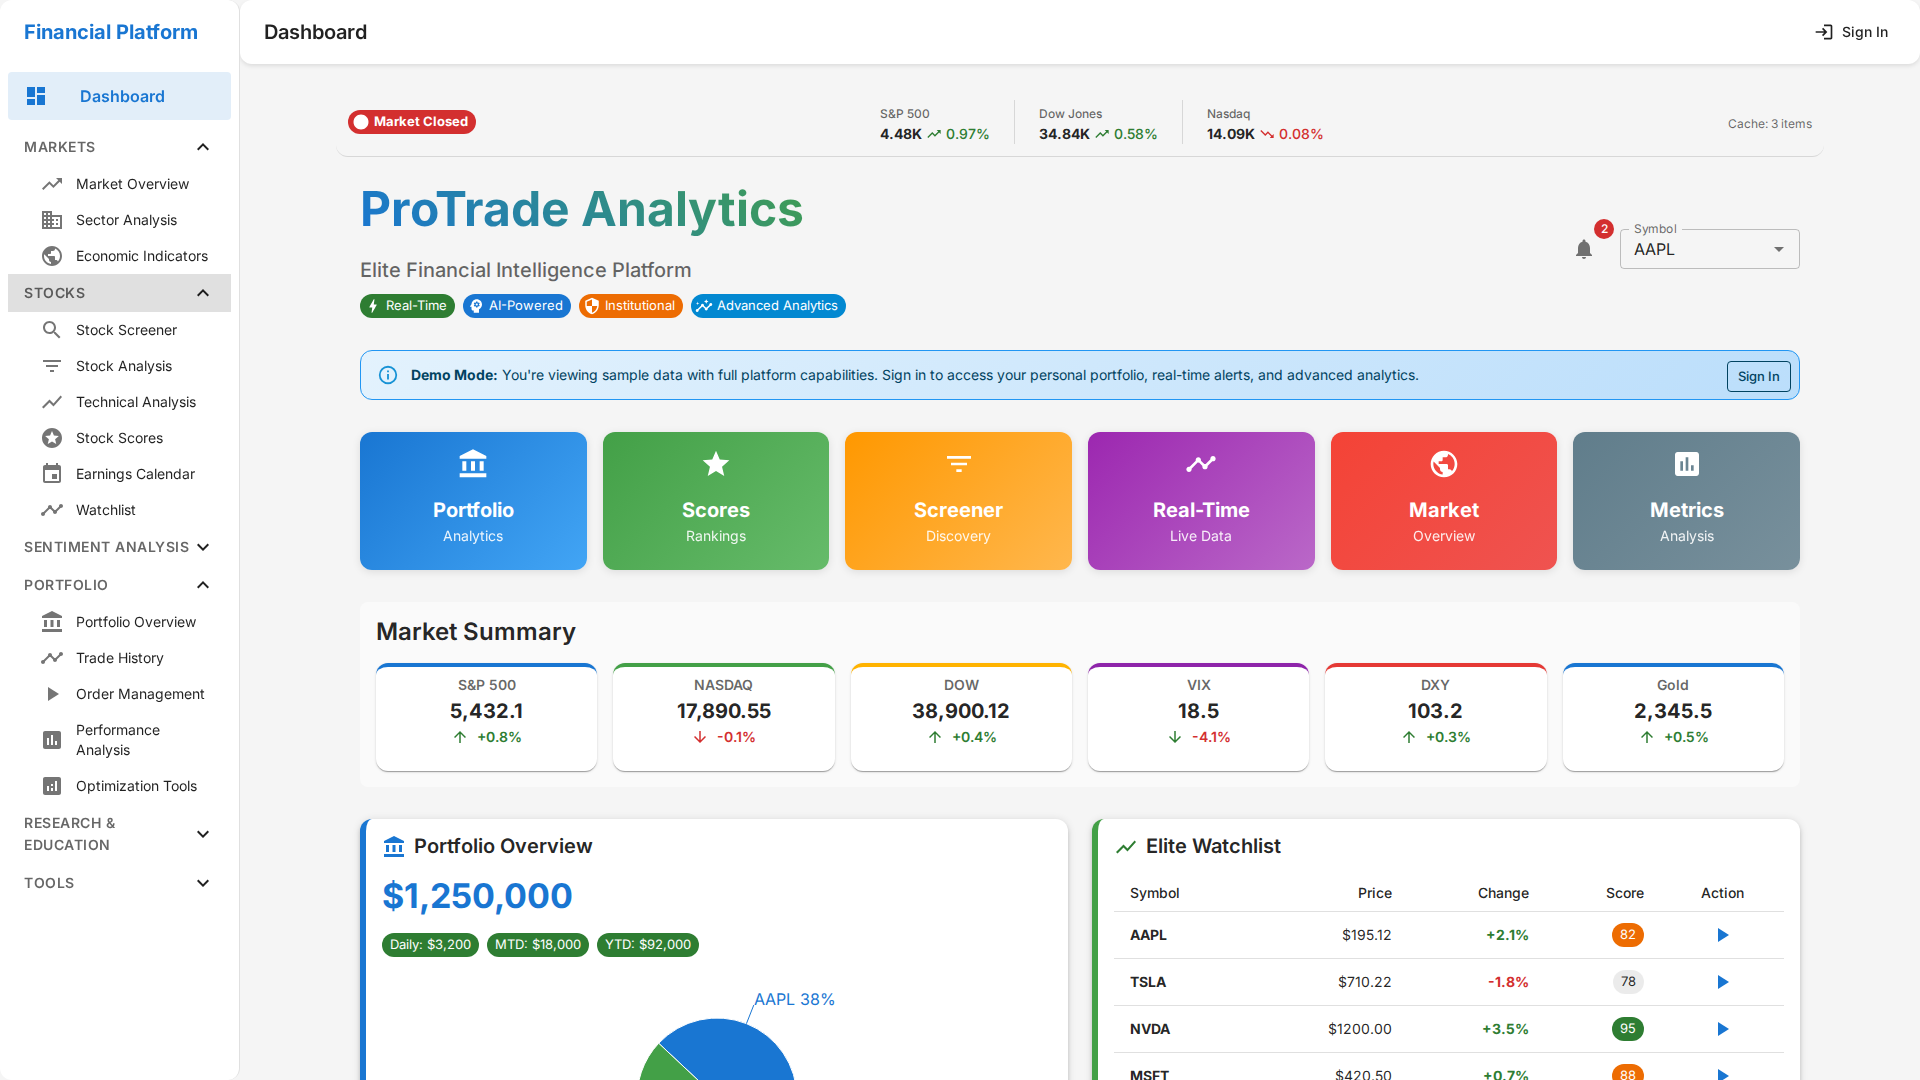 Financial Platform
Dashboard
MARKETS
Market Overview
Sector Analysis
Economic Indicators
STOCKS
Stock Screener
Stock Analysis
Technical Analysis
Stock Scores
Earnings Calendar
Watchlist
SENTIMENT ANALYSIS
PORTFOLIO
Portfolio Overview
Trade History
Order Management
Performance
Analysis
Optimization Tools
RESEARCH &
EDUCATION
TOOLS
Dashboard
Sign In
Market Closed
S&P 500
4.48K 0.97%
Dow Jones
34.84K 0.58%
Nasdaq
14.09K 0.08%
Cache: 3 items
ProTrade Analytics
Elite Financial Intelligence Platform
Real-Time AI-Powered Institutional Advanced Analytics
2
Symbol
AAPL
Demo Mode: You're viewing sample data with full platform capabilities. Sign in to access your personal portfolio, real-time alerts, and advanced analytics.
Sign In
Portfolio
Analytics
Scores
Rankings
Screener
Discovery
Real-Time
Live Data
Market
Overview
Metrics
Analysis
Market Summary
S&P 500
5,432.1
+0.8%
NASDAQ
17,890.55
-0.1%
DOW
38,900.12
+0.4%
VIX
18.5
-4.1%
DXY
103.2
+0.3%
Gold
2,345.5
+0.5%
Portfolio Overview
$1,250,000
Daily: $3,200 MTD: $18,000 YTD: $92,000
AAPL 38%
Elite Watchlist
Symbol Price Change Score Action
AAPL $195.12 +2.1% 82
TSLA $710.22 -1.8% 78
NVDA $1200.00 +3.5% 95
MSFT $420.50 +0.7% 88